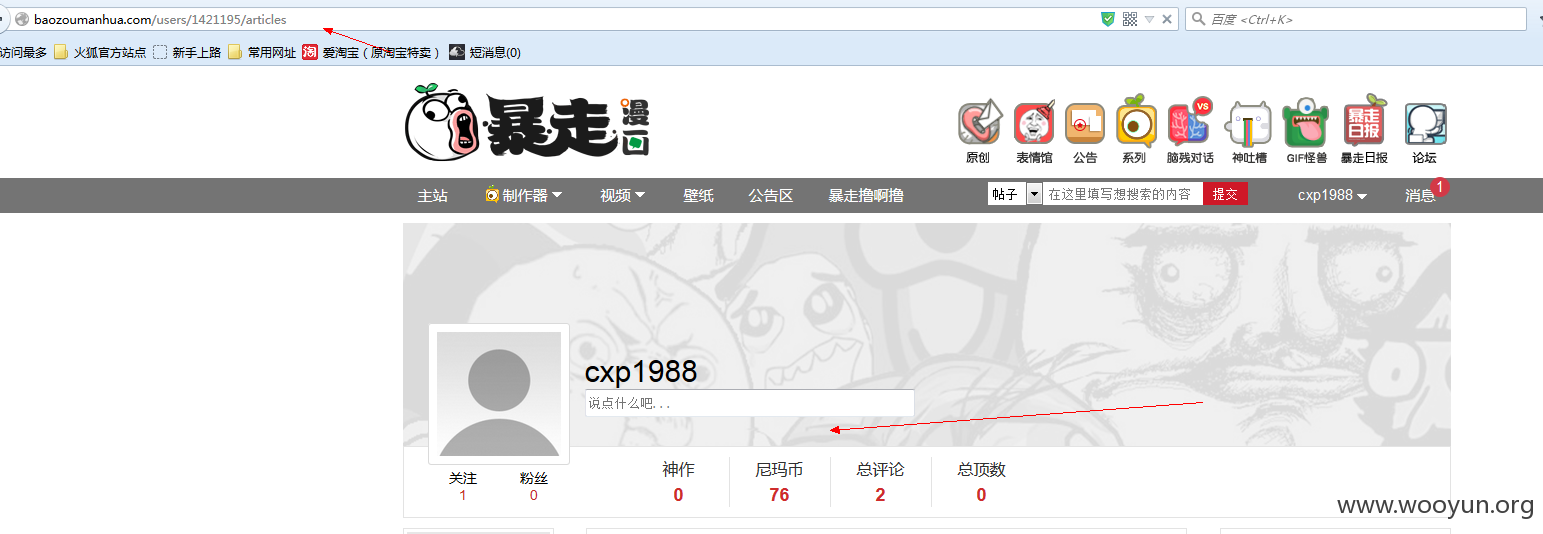 baozoumanhua.com/users/1421195/articles
百度 <Ctrl+K>
访问最多 火狐官方站点 新手上路 常用网址 淘 爱淘宝（原淘宝特卖） 短消息(0)
暴走漫画
VS
暴走日报
原创 表情馆 公告 系列 脑残对话 神吐槽 GIF怪兽 暴走日报 论坛
主站 制作器 视频 壁纸 公告区 暴走撸啊撸 帖子 在这里填写想搜索的内容 提交 cxp1988 消息 1
cxp1988
说点什么吧...
关注 粉丝 神作 尼玛币 总评论 总顶数
1 0 0 76 2 0
www.wooyun.org